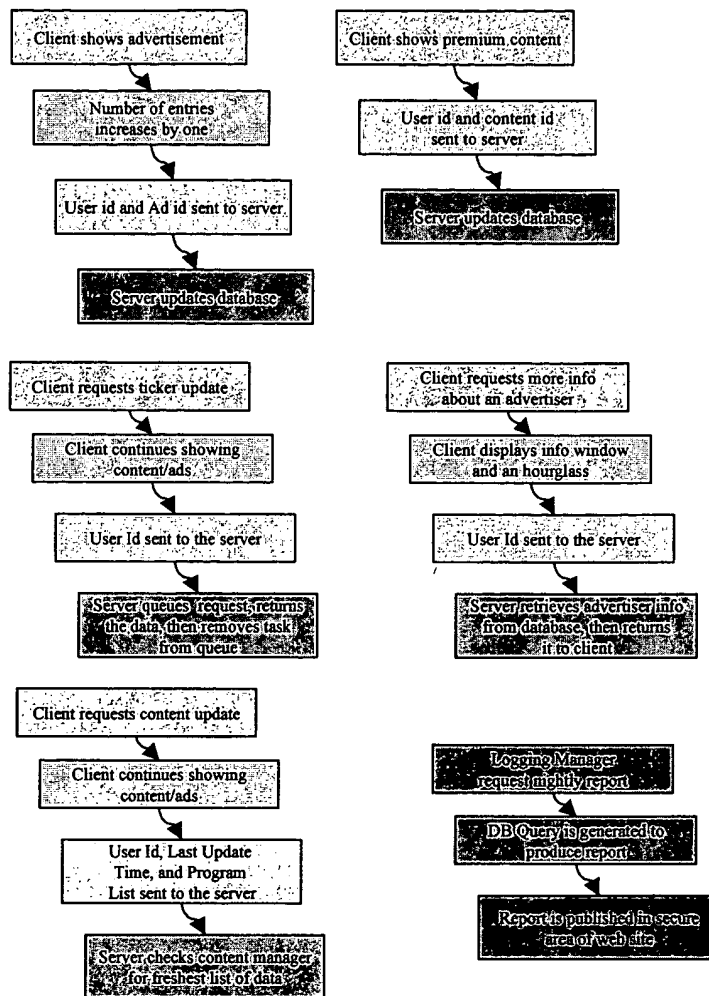 Client shows advertisement
Number of entries
increases by one
User id and Ad id sent to server
Server updates database
Client shows premium content
User id and content id
sent to server
Server updates database
Client requests ticker update
Client continues showing
content/ads
User Id sent to the server
Server queues request, returns
the data, then removes task
from queue
Client requests more info
about an advertiser
Client displays info window
and an hourglass
User Id sent to the server
Server retrieves advertiser info
from database, then returns
it to client
Client requests content update
Client continues showing
content/ads
User Id, Last Update
Time, and Program
List sent to the server
Server checks content manager
for freshest list of data
Logging Manager
request nightly report
DB Query is generated to
produce report
Report is published in secure
area of web site